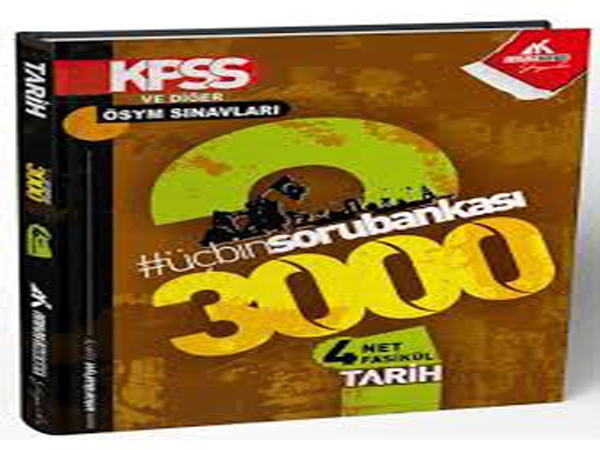 KPSS
VE DİĞER
ÖSYM SINAVLARI
#üçbinsorubankası
3000
4 NET
FASİKÜL
TARİH
TARİH
3000